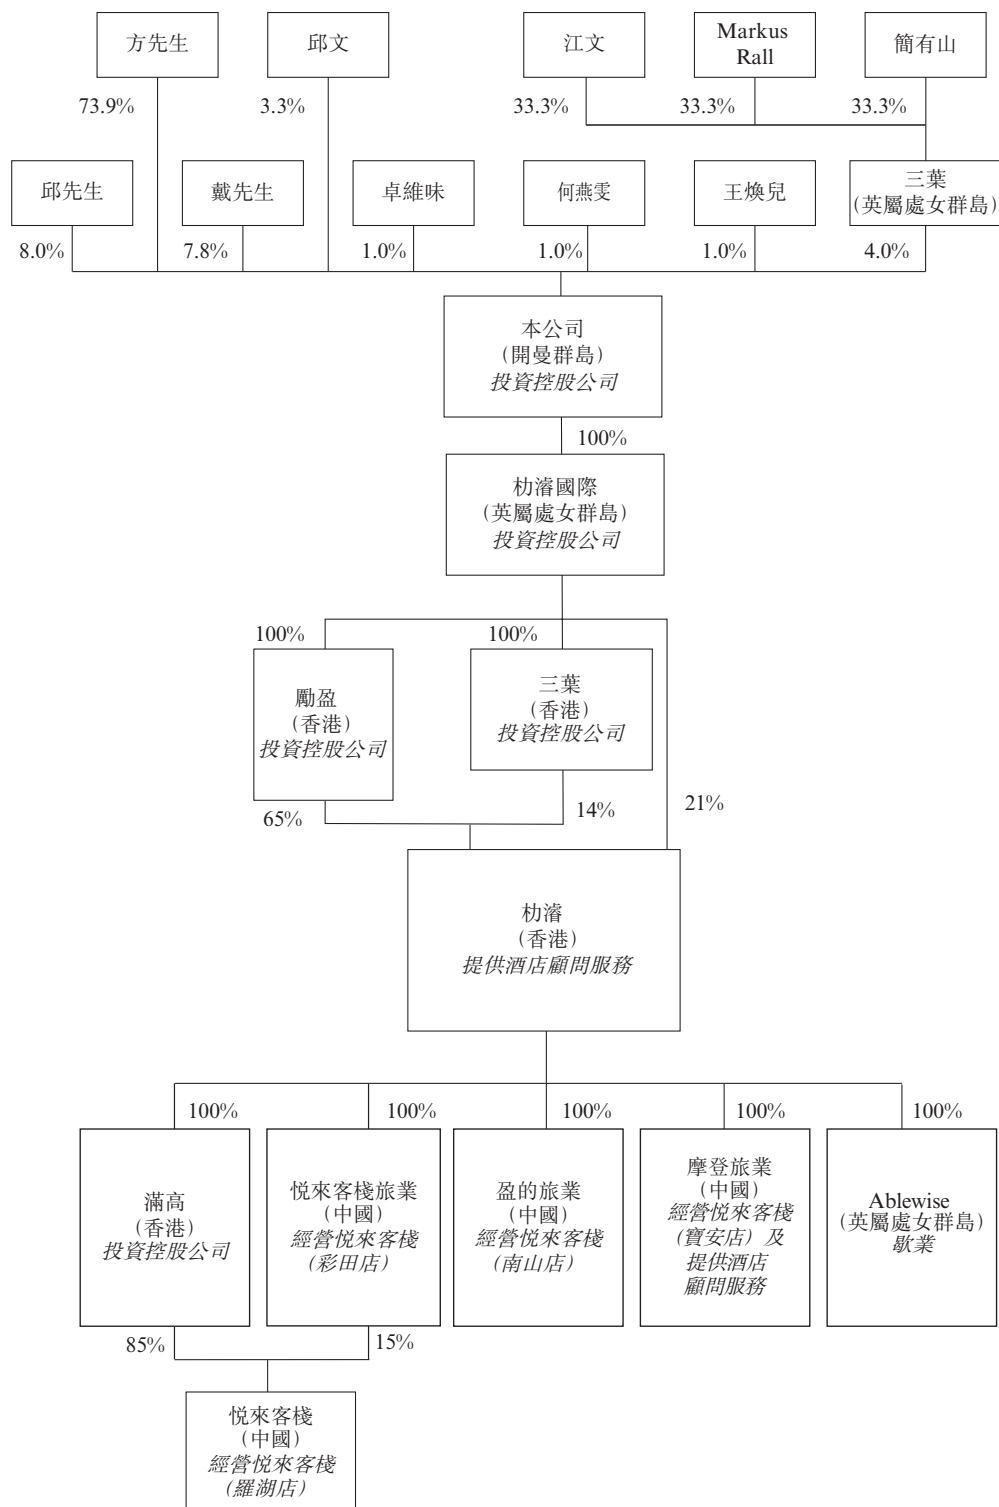 方先生
邱文
江文
Markus
Rall
簡有山
73.9%
3.3%
33.3%
33.3%
33.3%
邱先生
戴先生
卓維味
何燕雯
王煥兒
三葉
(英屬處女群島)
8.0%
7.8%
1.0%
1.0%
1.0%
4.0%
本公司
(開曼群島)
投資控股公司
100%
朸濬國際
(英屬處女群島)
投資控股公司
100%
100%
勵盈
(香港)
投資控股公司
三葉
(香港)
投資控股公司
65%
14%
21%
朸濬
(香港)
提供酒店顧問服務
100%
100%
100%
100%
100%
滿高
(香港)
投資控股公司
悅來客棧旅業
(中國)
經營悅來客棧
(彩田店)
盈的旅業
(中國)
經營悅來客棧
(南山店)
摩登旅業
(中國)
經營悅來客棧
(寶安店)及
提供酒店
顧問服務
Ablewise
(英屬處女群島)
歇業
85%
15%
悅來客棧
(中國)
經營悅來客棧
(羅湖店)